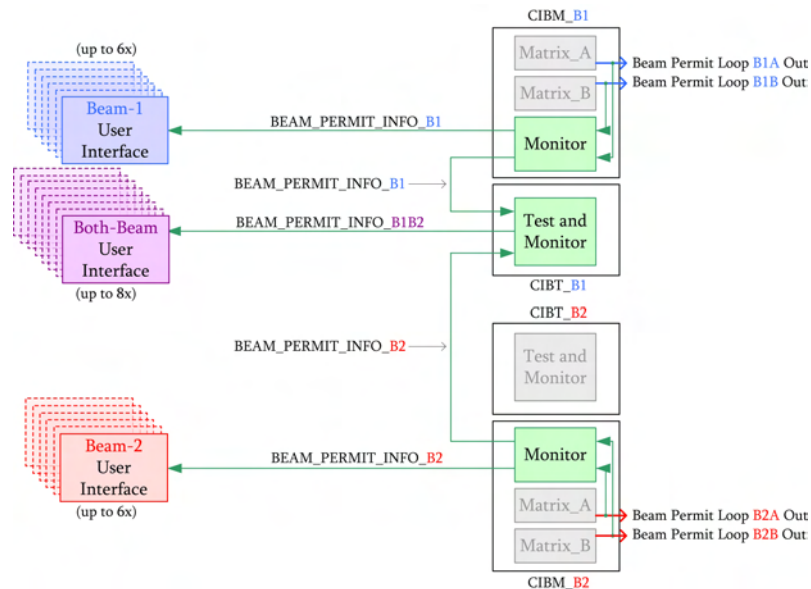 CIBM_B1
(up to 6x)
Matrix_A
Beam Permit Loop B1A Out
Beam Permit Loop B1B Out
Matrix_B
Beam-1
User
Interface
BEAM_PERMIT_INFO_B1
Monitor
BEAM_PERMIT_INFO_B1
Both-Beam
User
Interface
BEAM_PERMIT_INFO_B1B2
Test and
Monitor
(up to 8x)
CIBT_B1
CIBT_B2
BEAM_PERMIT_INFO_B2
Test and
Monitor
Beam-2
User
Interface
BEAM_PERMIT_INFO_B2
Monitor
(up to 6x)
Matrix_A
Beam Permit Loop B2A Out
Beam Permit Loop B2B Out
Matrix_B
CIBM_B2